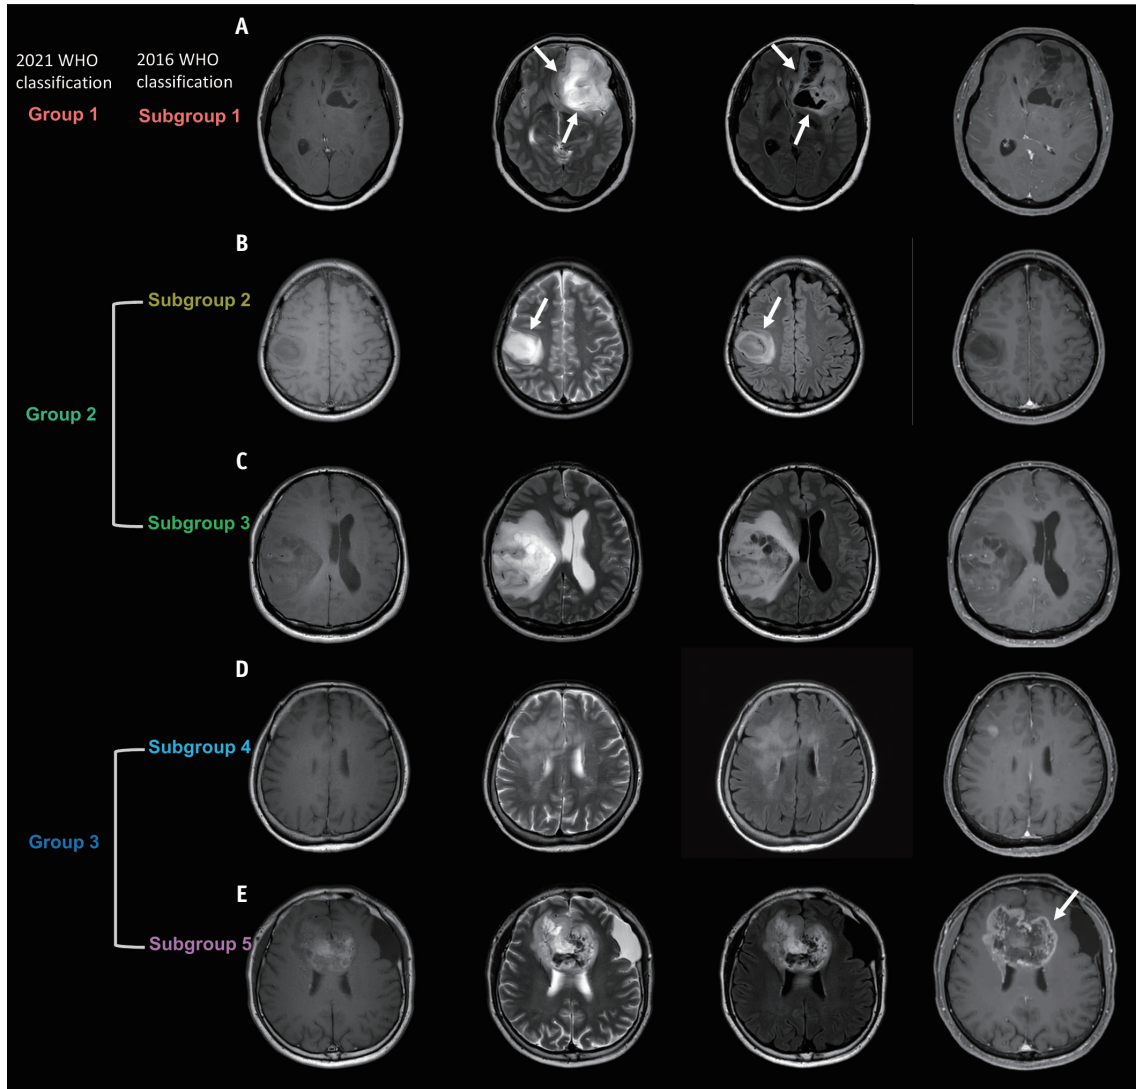 A
2021 WHO
classification
2016 WHO
classification
Group 1
Subgroup 1
B
Subgroup 2
Group 2
C
Subgroup 3
D
Subgroup 4
Group 3
E
Subgroup 5